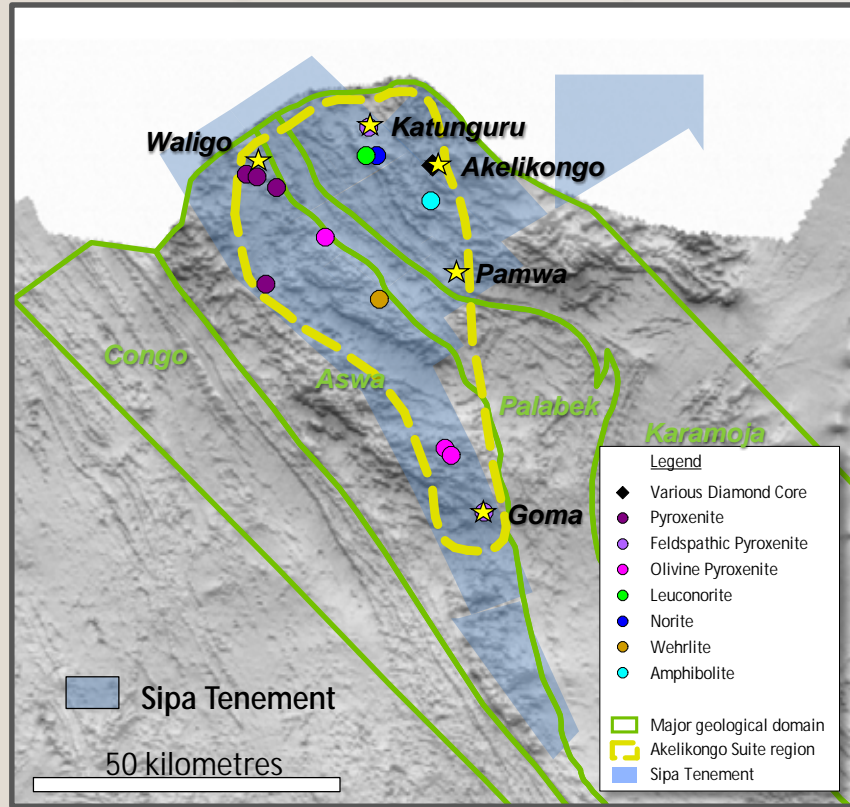 Katunguru
Waligo
Akelikongo
Pamwa
Congo
Aswa
Palabek
Karamoja
Goma
Legend
Various Diamond Core
Pyroxenite
Feldspathic Pyroxenite
Olivine Pyroxenite
Leuconorite
Norite
Wehrlite
Amphibolite
Major geological domain
Akelikongo Suite region
Sipa Tenement
Sipa Tenement
50 kilometres